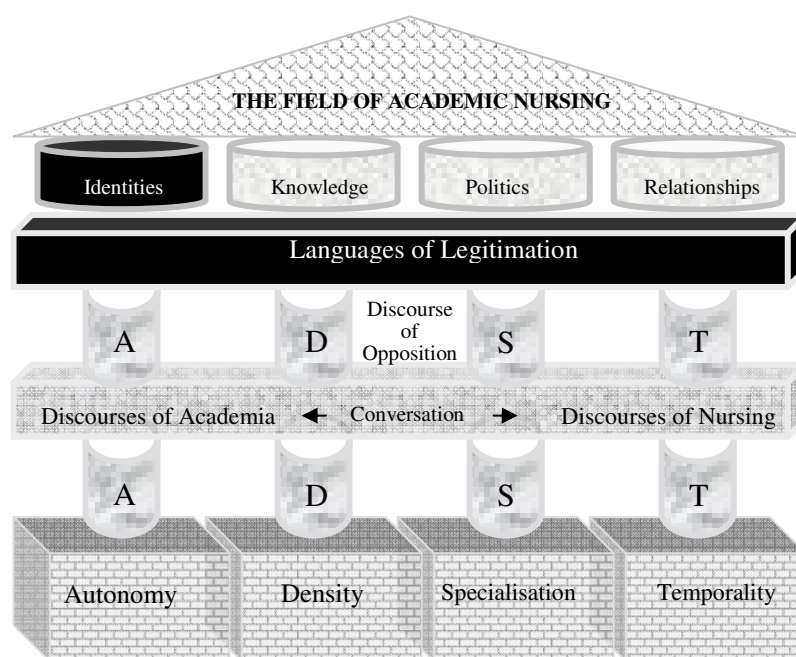 THE FIELD OF ACADEMIC NURSING
Identities Knowledge Politics Relationships
Languages of Legitimation
A D Discourse of Opposition S T
Discourses of Academia Conversation Discourses of Nursing
A D S T
Autonomy Density Specialisation Temporality